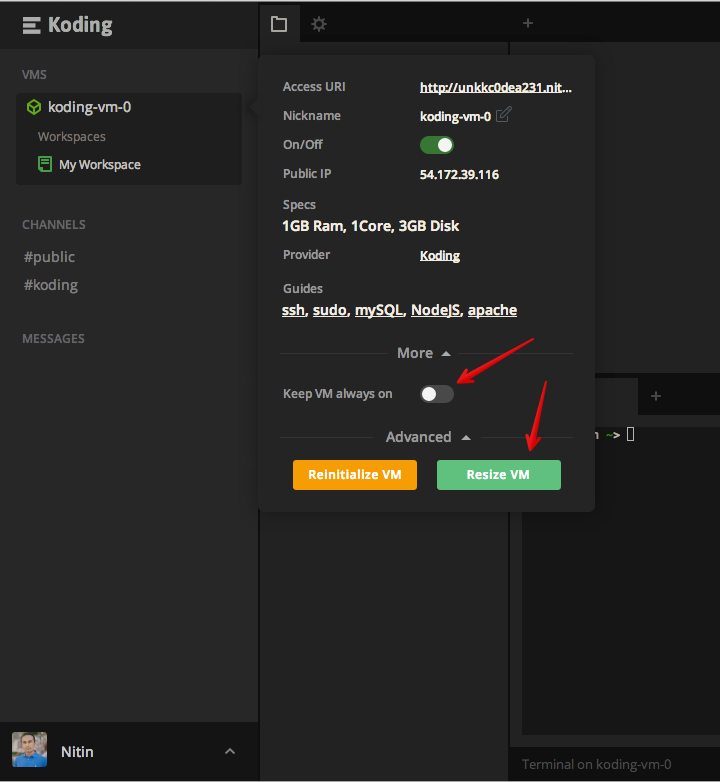 Koding
VMS
koding-vm-0
Workspaces
My Workspace
CHANNELS
#public
#koding
MESSAGES
Nitin
+
Access URI http://unkkc0dea231.nit...
Nickname koding-vm-0
On/Off
Public IP 54.172.39.116
Specs
1GB Ram, 1Core, 3GB Disk
Provider Koding
Guides
ssh, sudo, mySQL, NodeJS, apache
More
Keep VM always on
Advanced
Reinitialize VM Resize VM
+
n ~>
Terminal on koding-vm-0